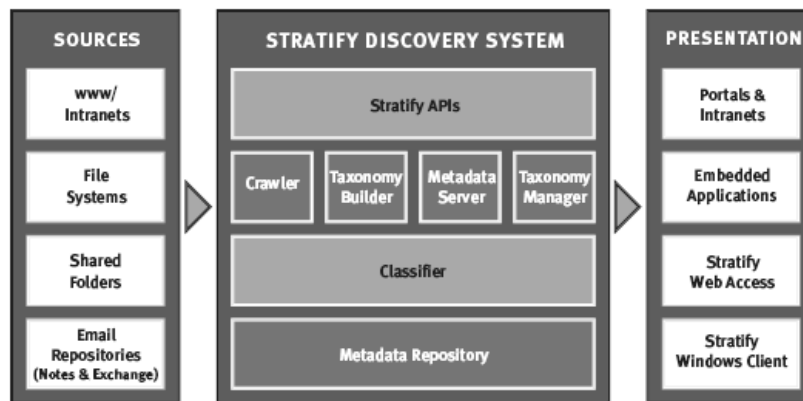 SOURCES
www/
Intranets
File
Systems
Shared
Folders
Email
Repositories
(Notes & Exchange)
STRATIFY DISCOVERY SYSTEM
Stratify APIs
Crawler
Taxonomy
Builder
Metadata
Server
Taxonomy
Manager
Classifier
Metadata Repository
PRESENTATION
Portals &
Intranets
Embedded
Applications
Stratify
Web Access
Stratify
Windows Client